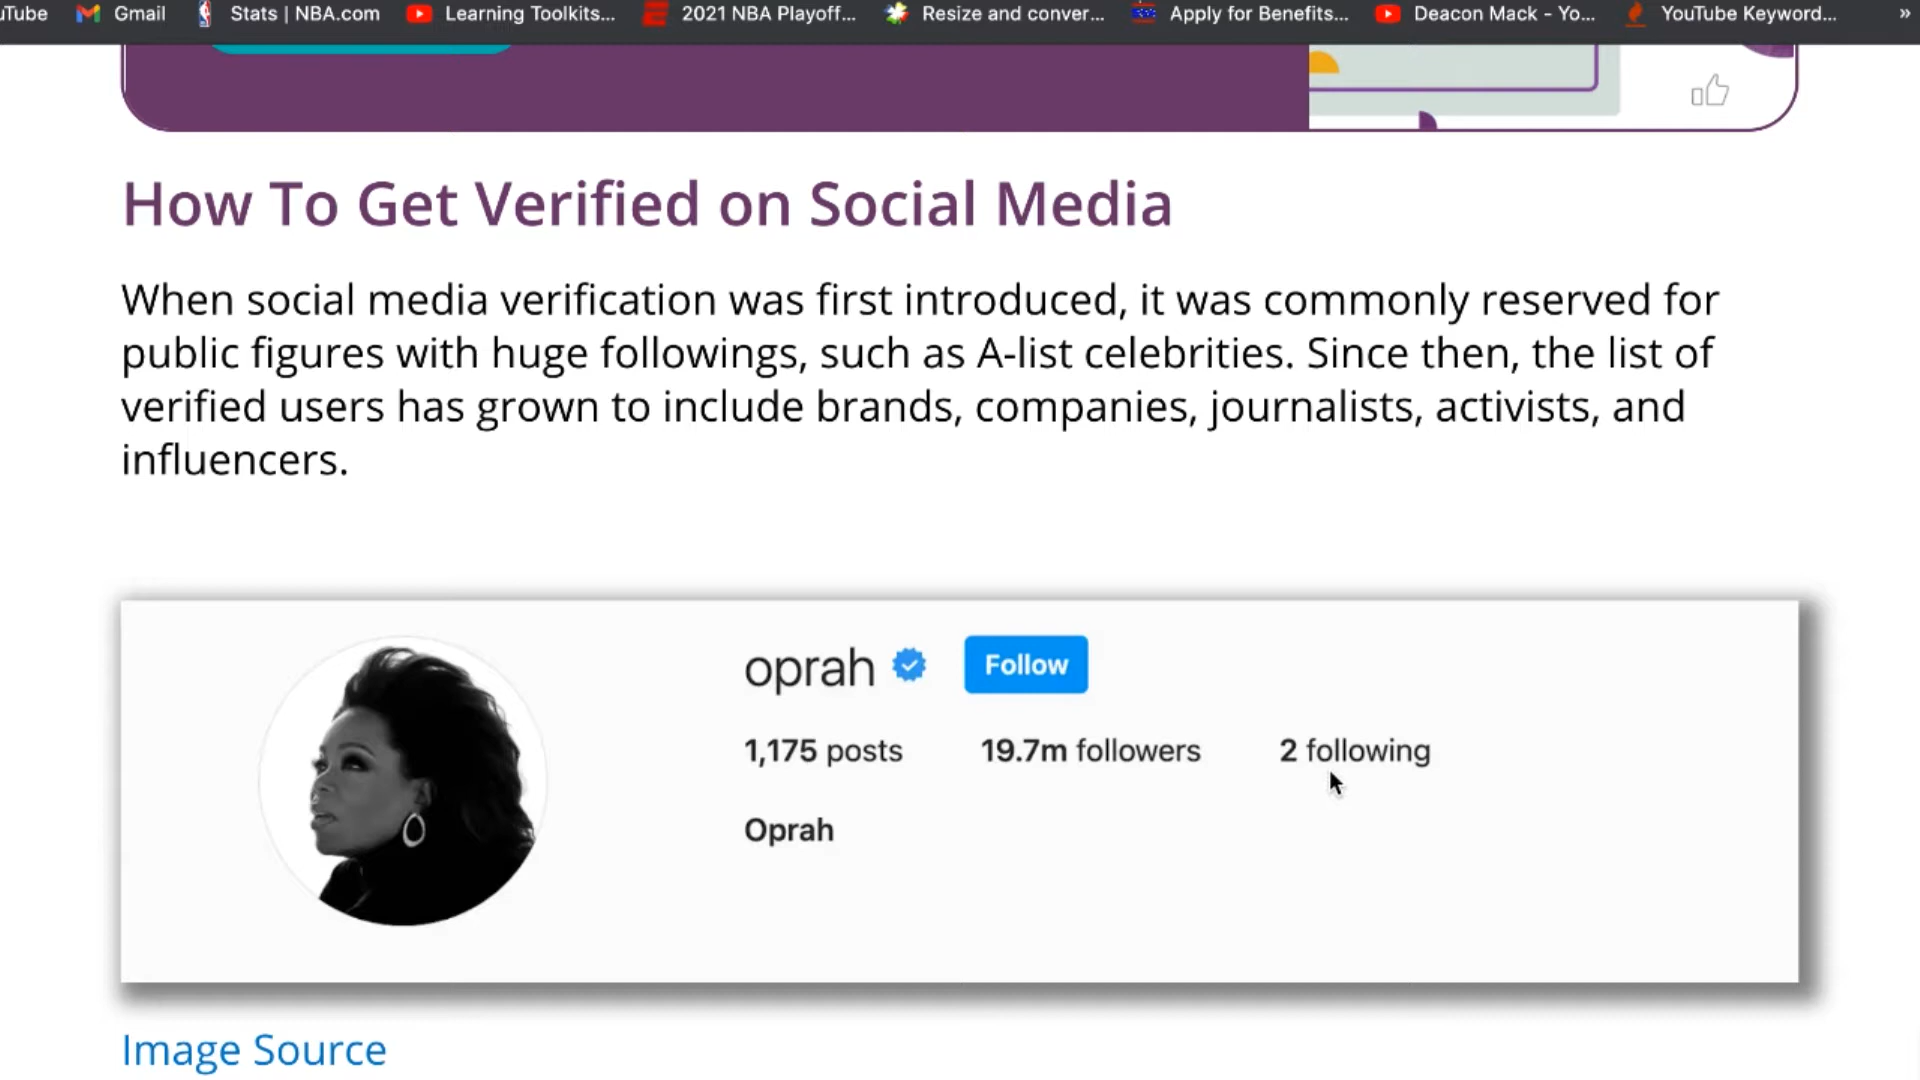 uTube Gmail Stats | NBA.com Learning Toolkits... 2021 NBA Playoff... Resize and conver... Apply for Benefits... Deacon Mack - Yo... YouTube Keyword... »
How To Get Verified on Social Media
When social media verification was first introduced, it was commonly reserved for
public figures with huge followings, such as A-list celebrities. Since then, the list of
verified users has grown to include brands, companies, journalists, activists, and
influencers.
oprah Follow
1,175 posts 19.7m followers 2 following
Oprah
Image Source